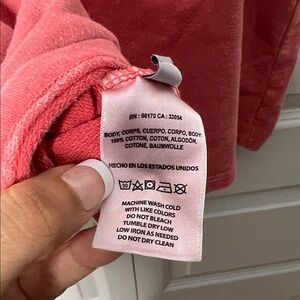 RN : 66170 CA : 32054
BODY, CORPS, CUERPO, CORPO, BODY
100% COTTON, COTON, ALGODÓN,
COTONE, BAUMWOLLE
HECHO EN LOS ESTADOS UNIDOS
MACHINE WASH COLD
WITH LIKE COLORS
DO NOT BLEACH
TUMBLE DRY LOW
LOW IRON AS NEEDED
DO NOT DRY CLEAN